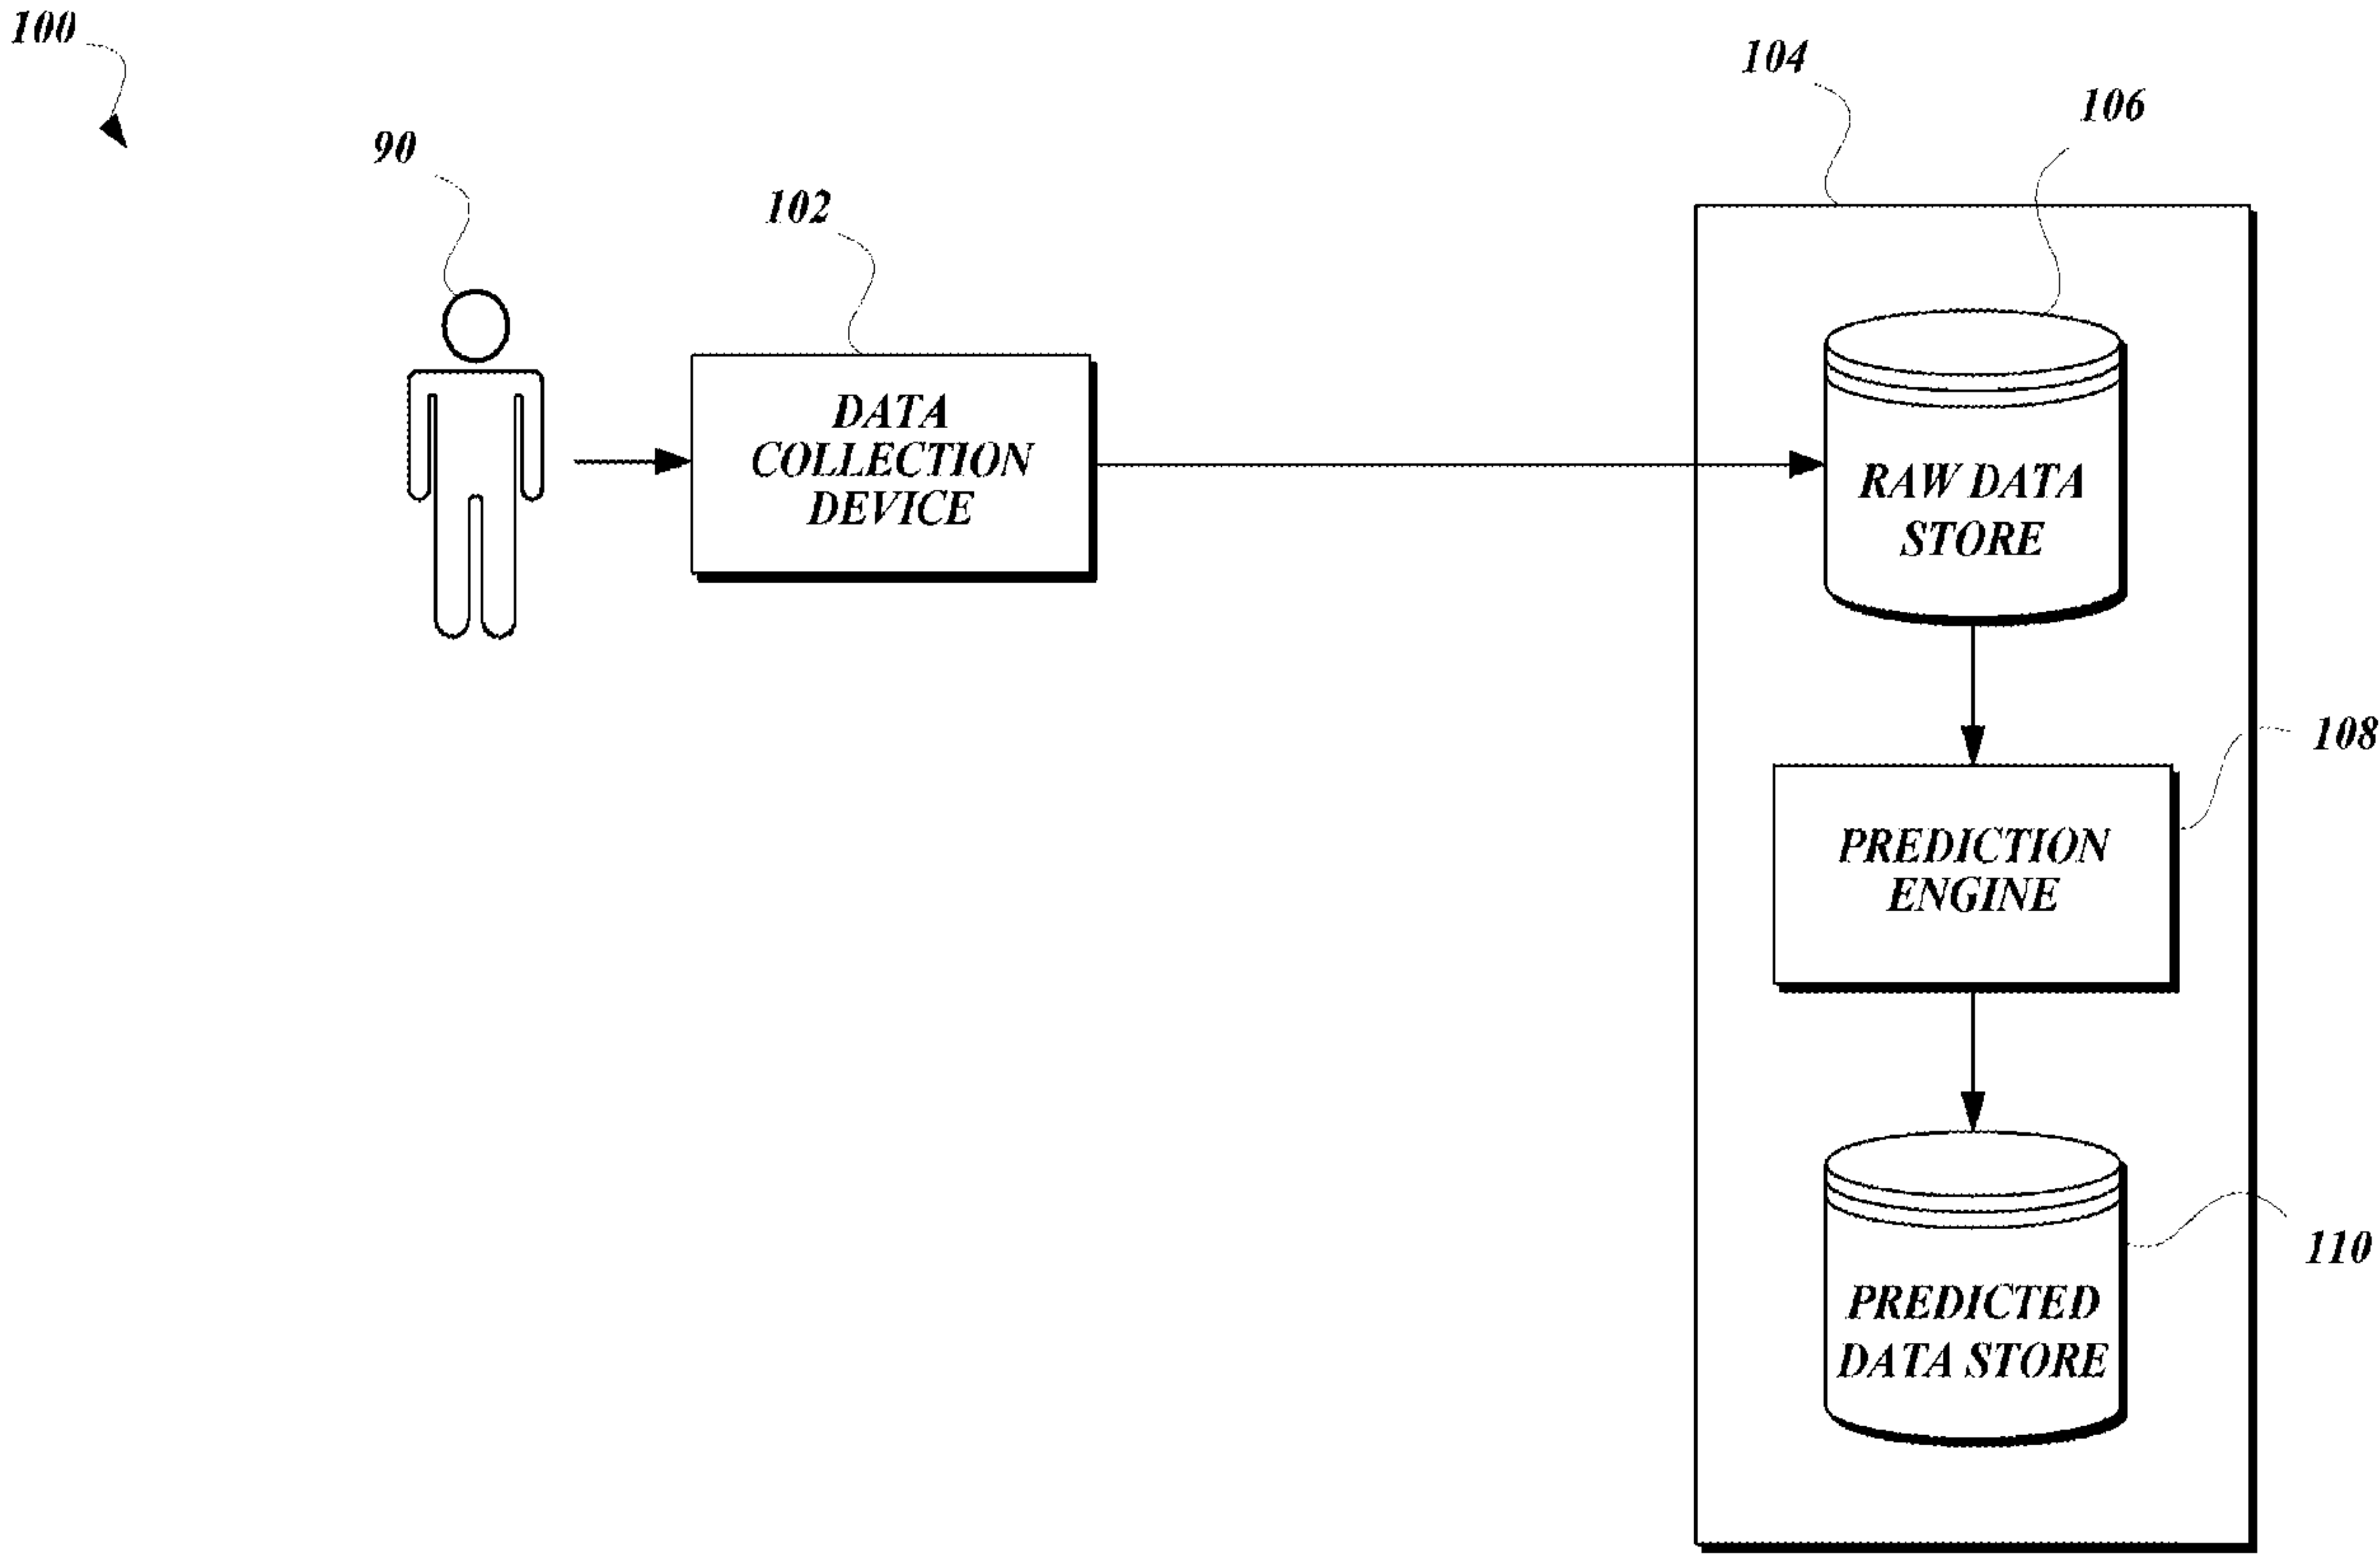 100
104
106
90
102
DATA
COLLECTION
DEVICE
RAW DATA
STORE
108
PREDICTION
ENGINE
110
PREDICTED
DATA STORE